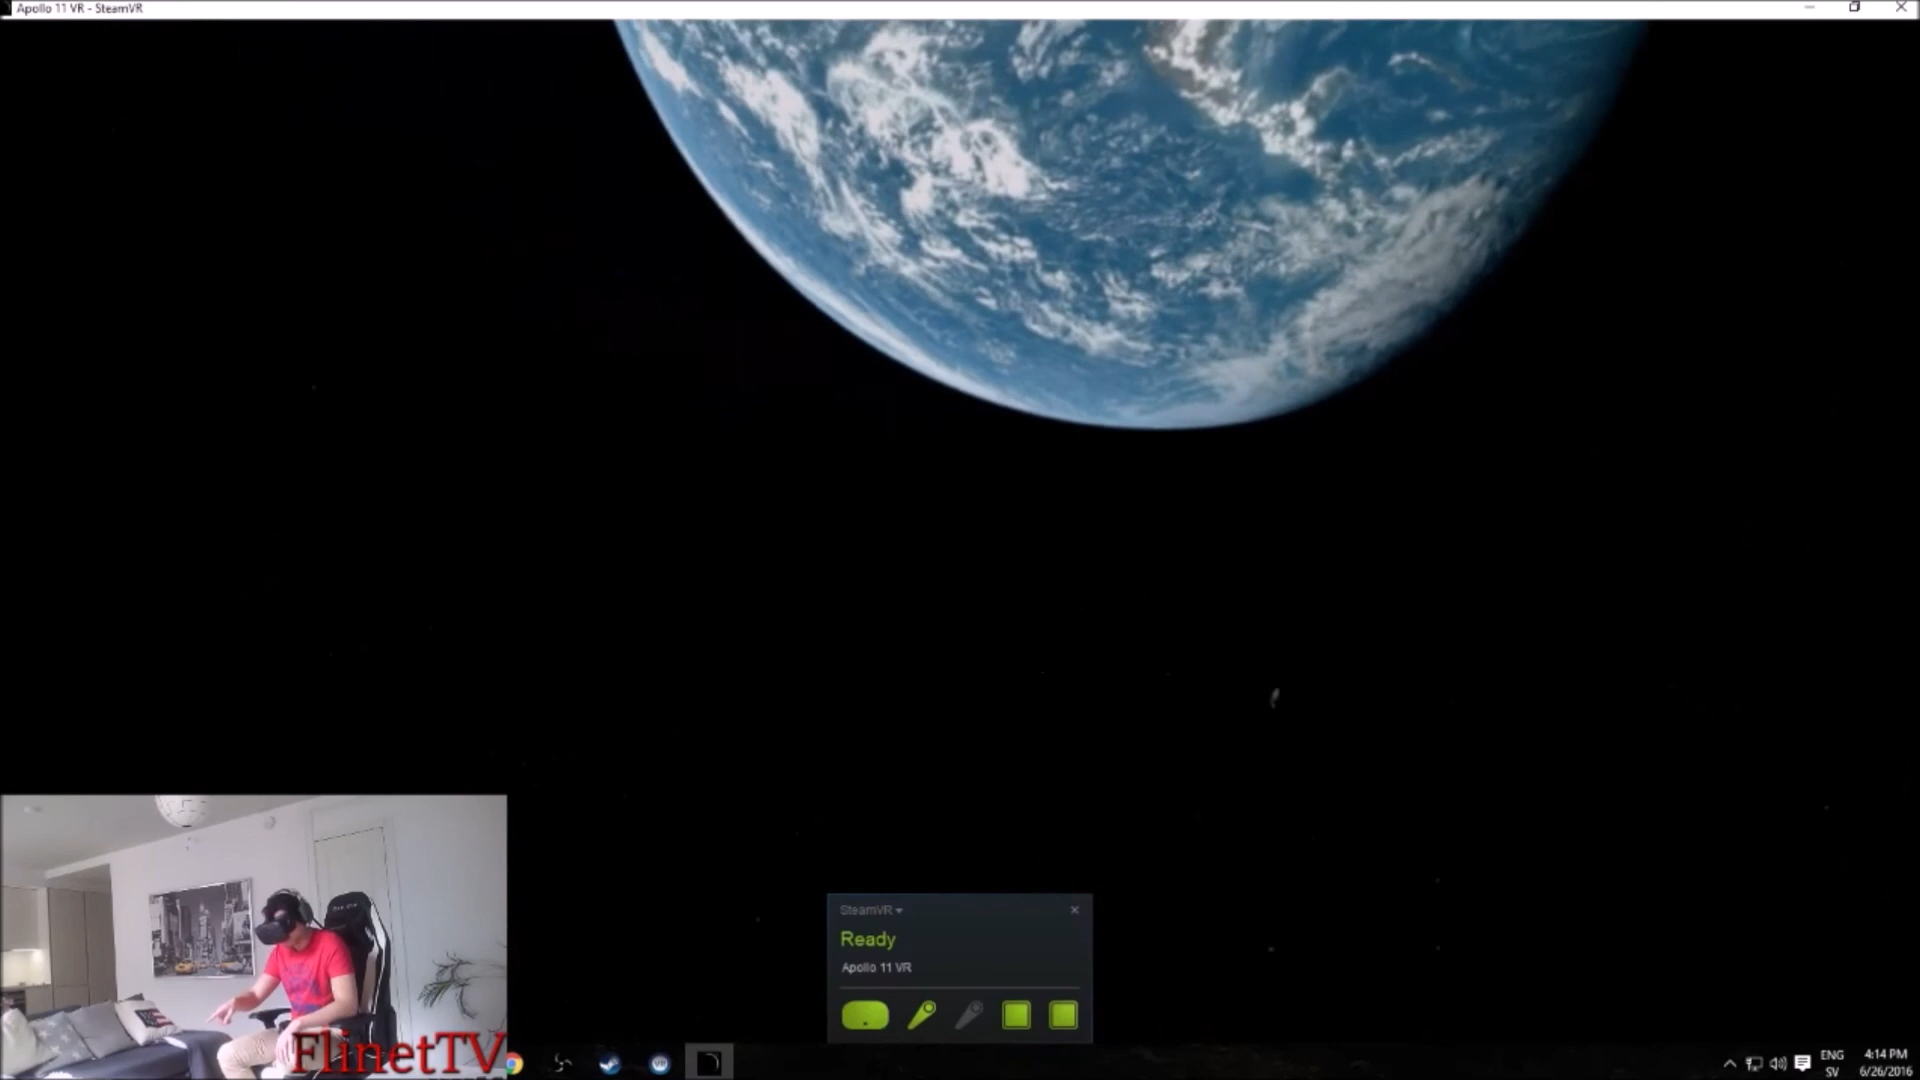 Apollo 11 VR - SteamVR
SteamVR
Ready
Apollo 11 VR
FlinetTV
ENG
SV
4:14 PM
6/26/2016